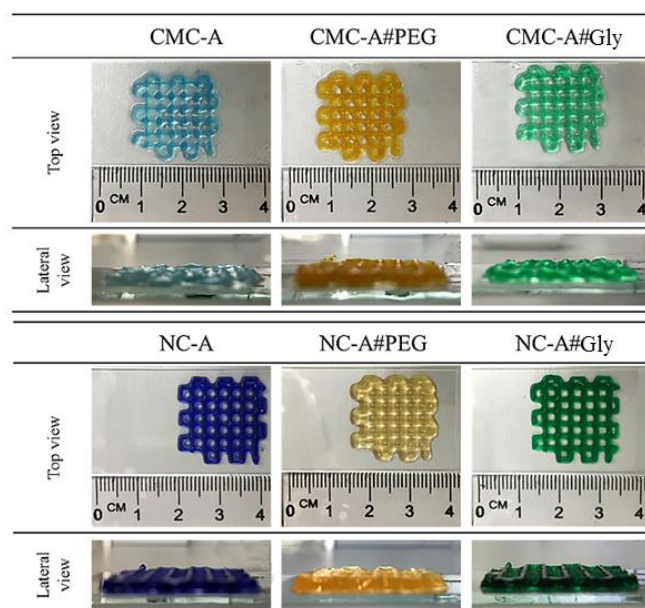 CMC-A CMC-A#PEG CMC-A#Gly
Top view
0 CM 1 2 3 4
0 CM 1 2 3 4
0 CM 1 2 3 4
Lateral
view
NC-A NC-A#PEG NC-A#Gly
Top view
0 CM 1 2 3 4
0 CM 1 2 3 4
0 CM 1 2 3 4
Lateral
view